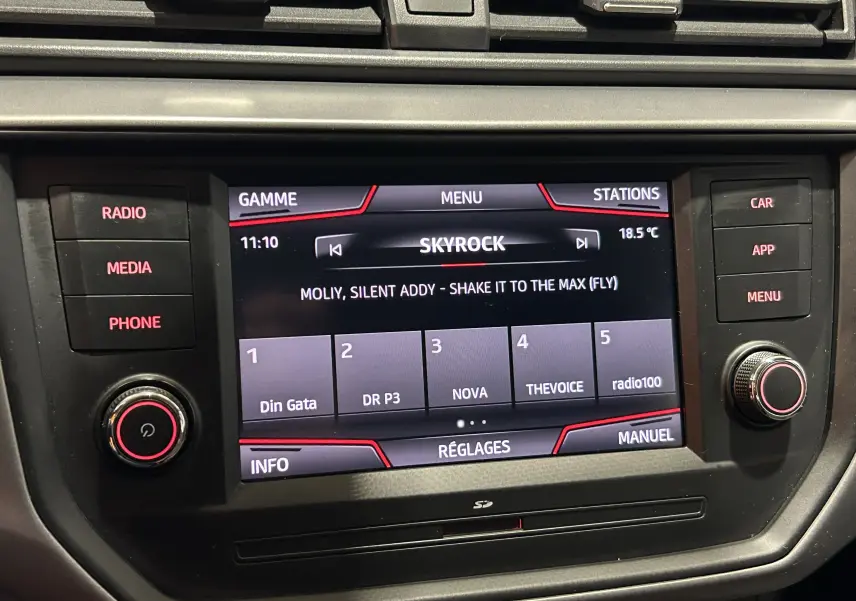 GAMME MENU STATIONS
11:10 SKYROCK 18.5 °C
MOLIY, SILENT ADDY - SHAKE IT TO THE MAX (FLY)
1 2 3 4 5
Din Gata DR P3 NOVA THEVOICE radio100
INFO RÉGLAGES MANUEL
RADIO
MEDIA
PHONE
CAR
APP
MENU
SD